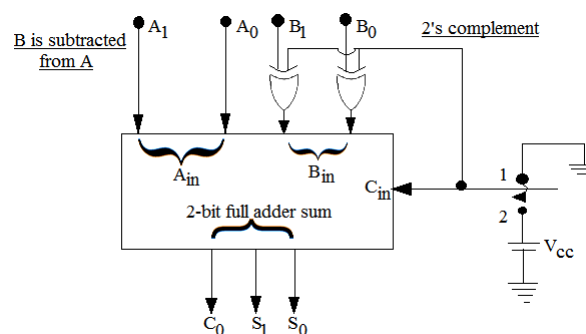 A1 A0 B1 B0
B is subtracted
from A
2's complement
Ain
Bin
Cin
1
2
2-bit full adder sum
Vcc
C0 S1 S0